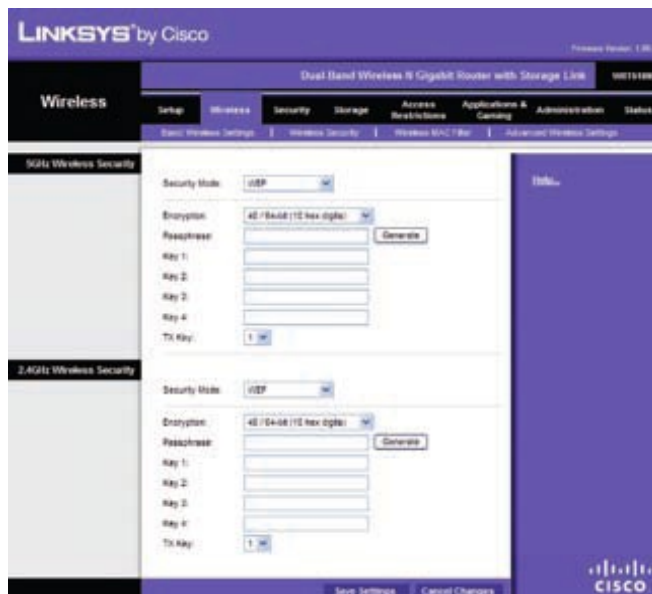 LINKSYS® by Cisco
Firmware Version: 1.00
Dual-Band Wireless N Gigabit Router with Storage Link
Wireless
Setup Wireless Security Storage Access Restrictions Applications & Gaming Administration Status
Basic Wireless Settings | Wireless Security | Wireless MAC Filter | Advanced Wireless Settings
5GHz Wireless Security
Help...
Security Mode: WEP
Encryption: 40 / 64-bit (10 hex digits)
Passphrase: Generate
Key 1:
Key 2:
Key 3:
Key 4:
TX Key: 1
2.4GHz Wireless Security
Security Mode: WEP
Encryption: 40 / 64-bit (10 hex digits)
Passphrase: Generate
Key 1:
Key 2:
Key 3:
Key 4:
TX Key: 1
Save Settings Cancel Changes
CISCO